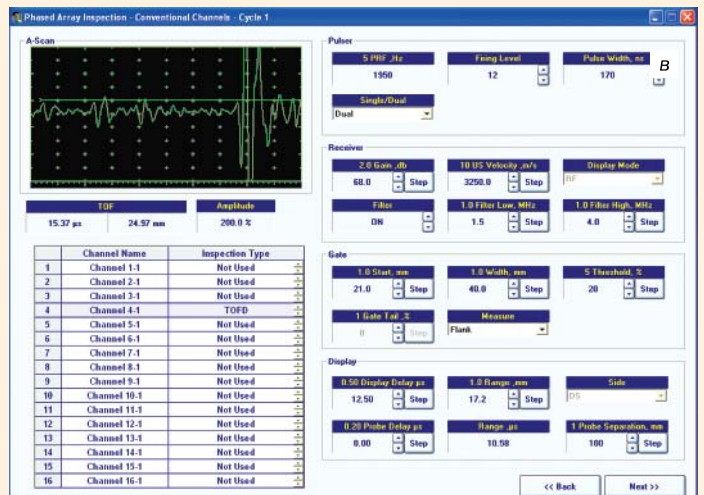 Phased Array Inspection - Conventional Channels - Cycle 1
A-Scan
TOF Amplitude
15.37 µs 24.97 mm 200.0 %
Channel Name Inspection Type
1 Channel 1-1 Not Used
2 Channel 2-1 Not Used
3 Channel 3-1 Not Used
4 Channel 4-1 TOFD
5 Channel 5-1 Not Used
6 Channel 6-1 Not Used
7 Channel 7-1 Not Used
8 Channel 8-1 Not Used
9 Channel 9-1 Not Used
10 Channel 10-1 Not Used
11 Channel 11-1 Not Used
12 Channel 12-1 Not Used
13 Channel 13-1 Not Used
14 Channel 14-1 Not Used
15 Channel 15-1 Not Used
16 Channel 16-1 Not Used
Pulser
5 PRF ,Hz Firing Level Pulse Width, ns
1950 12 170
B
Single/Dual
Dual
Receiver
2.0 Gain ,db 10 US Velocity ,m/s Display Mode
68.0 Step 3250.0 Step RF
Filter 1.0 Filter Low, MHz 1.0 Filter High, MHz
ON 1.5 Step 4.0 Step
Gate
1.0 Start, mm 1.0 Width, mm 5 Threshold, %
21.0 Step 40.0 Step 20 Step
1 Gate Tail ,% Measure
0 Step Flank
Display
0.50 Display Delay µs 1.0 Range ,mm Side
12.50 Step 17.2 Step DS
0.20 Probe Delay µs Range ,µs 1 Probe Separation, mm
0.00 Step 10.58 100 Step
<< Back Next >>